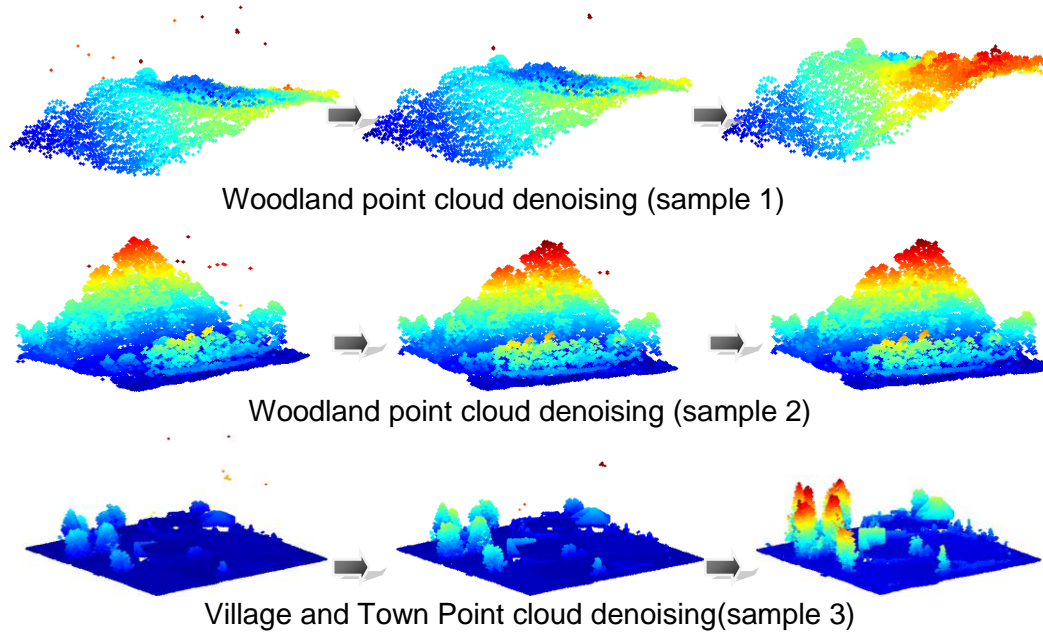 Woodland point cloud denoising (sample 1)
Woodland point cloud denoising (sample 2)
Village and Town Point cloud denoising(sample 3)